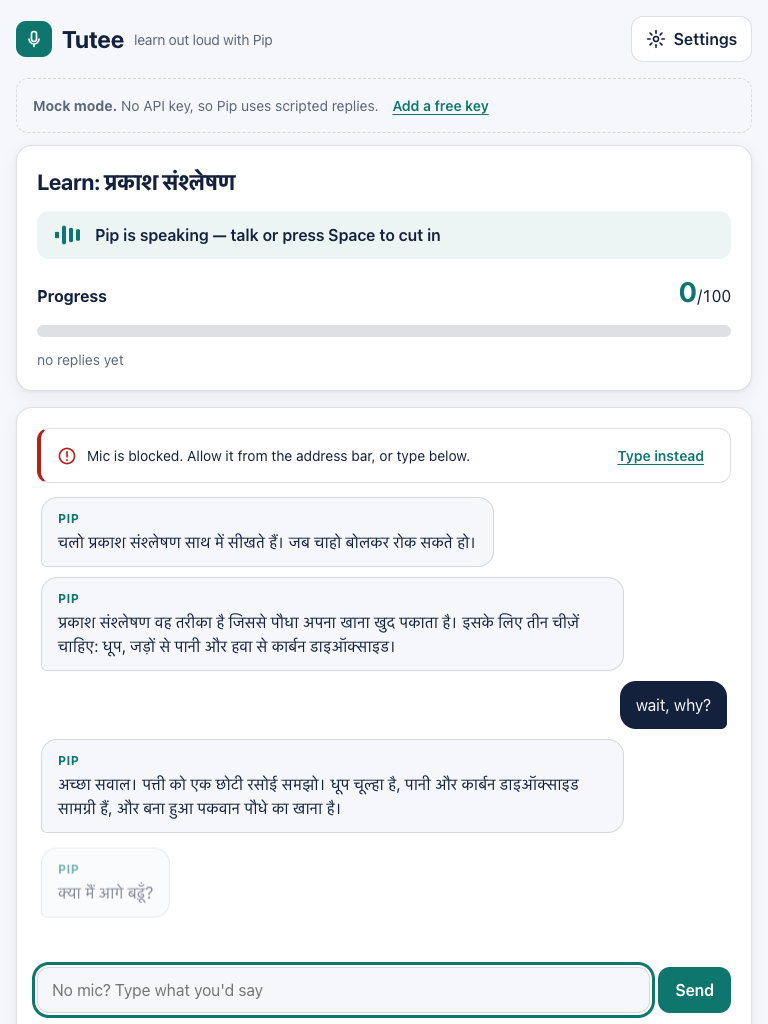 Tutee learn out loud with Pip
Settings
Mock mode. No API key, so Pip uses scripted replies. Add a free key
Learn: प्रकाश संश्लेषण
Pip is speaking — talk or press Space to cut in
Progress 0/100
no replies yet
Mic is blocked. Allow it from the address bar, or type below. Type instead
PIP
चलो प्रकाश संश्लेषण साथ में सीखते हैं। जब चाहो बोलकर रोक सकते हो।
PIP
प्रकाश संश्लेषण वह तरीका है जिससे पौधा अपना खाना खुद पकाता है। इसके लिए तीन चीज़ें
चाहिए: धूप, जड़ों से पानी और हवा से कार्बन डाइऑक्साइड।
wait, why?
PIP
अच्छा सवाल। पत्ती को एक छोटी रसोई समझो। धूप चूल्हा है, पानी और कार्बन डाइऑक्साइड
सामग्री हैं, और बना हुआ पकवान पौधे का खाना है।
PIP
क्या मैं आगे बढ़ूँ?
No mic? Type what you'd say
Send